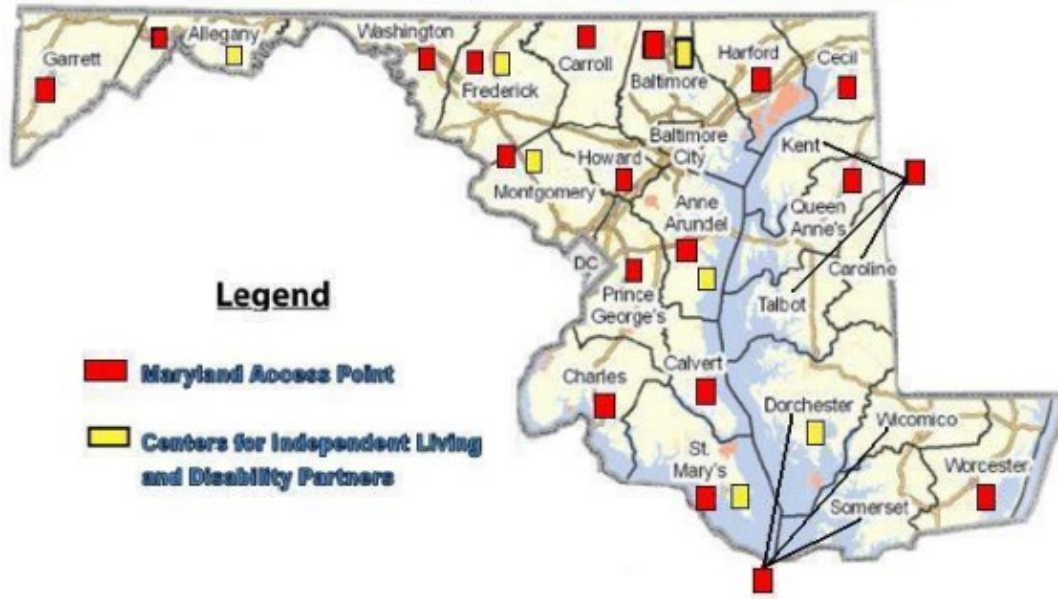 Garrett
Allegany
Washington
Frederick
Carroll
Baltimore
Harford
Cecil
Baltimore
City
Kent
Howard
Montgomery
Anne
Arundel
Queen
Anne's
DC
Prince
George's
Talbot
Caroline
Legend
Maryland Access Point
Calvert
Charles
Dorchester
Wicomico
Centers for Independent Living
and Disability Partners
St.
Mary's
Worcester
Somerset